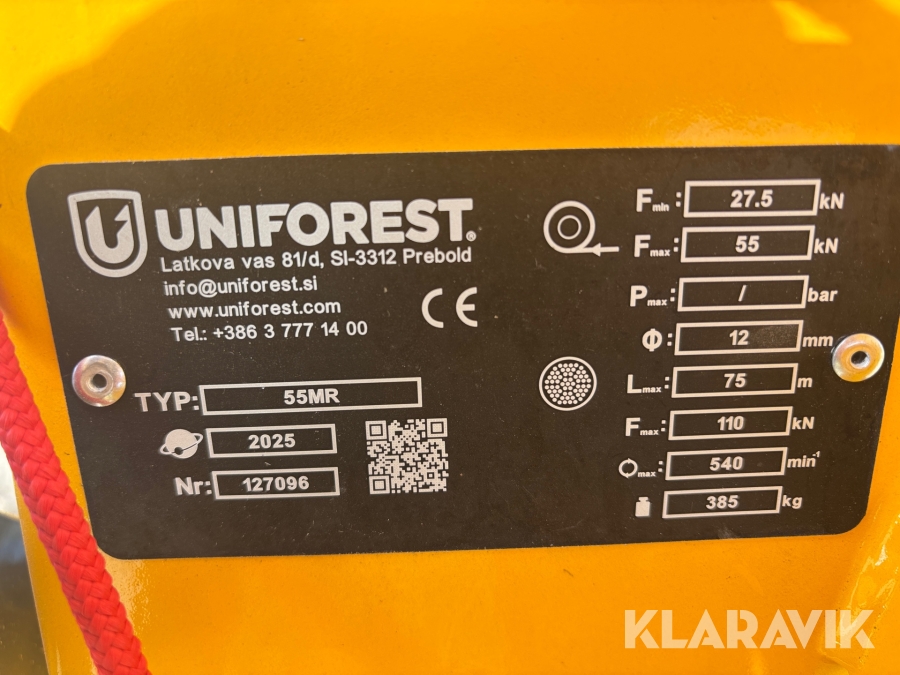 UNIFOREST®
Latkova vas 81/d, SI-3312 Prebold
info@uniforest.si
www.uniforest.com
Tel.: +386 3 777 14 00
CE
TYP: 55MR
2025
Nr: 127096
Fmin: 27.5 kN
Fmax: 55 kN
Pmax: / bar
Φ: 12 mm
Lmax: 75 m
Fmax: 110 kN
max: 540 min⁻¹
385 kg
KLARAVIK